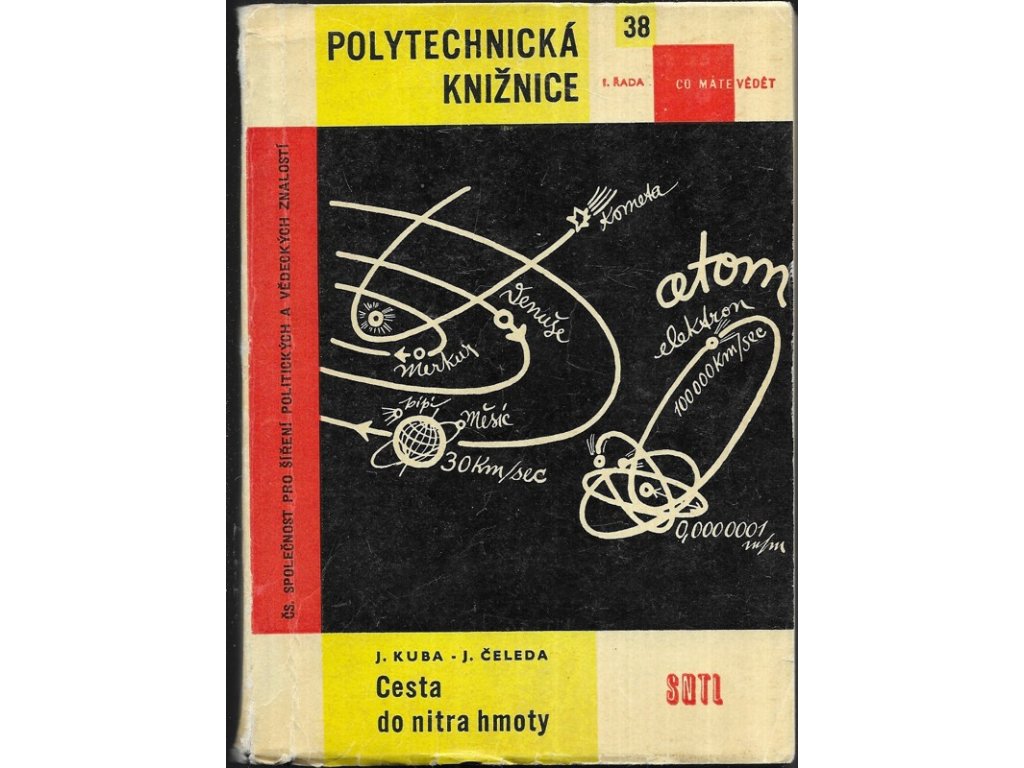 POLYTECHNICKÁ
KNIŽNICE
38
I. ŘADA
CO MÁTE VĚDĚT
ČS. SPOLEČNOST PRO ŠÍŘENÍ POLITICKÝCH A VĚDECKÝCH ZNALOSTÍ
Kometa
Venuše
Merkur
pípí
Měsíc
30 Km/sec
atom
elektron
100 000 Km/sec
0,0000001
m/m
J. KUBA - J. ČELEDA
Cesta
do nitra hmoty
SNTL